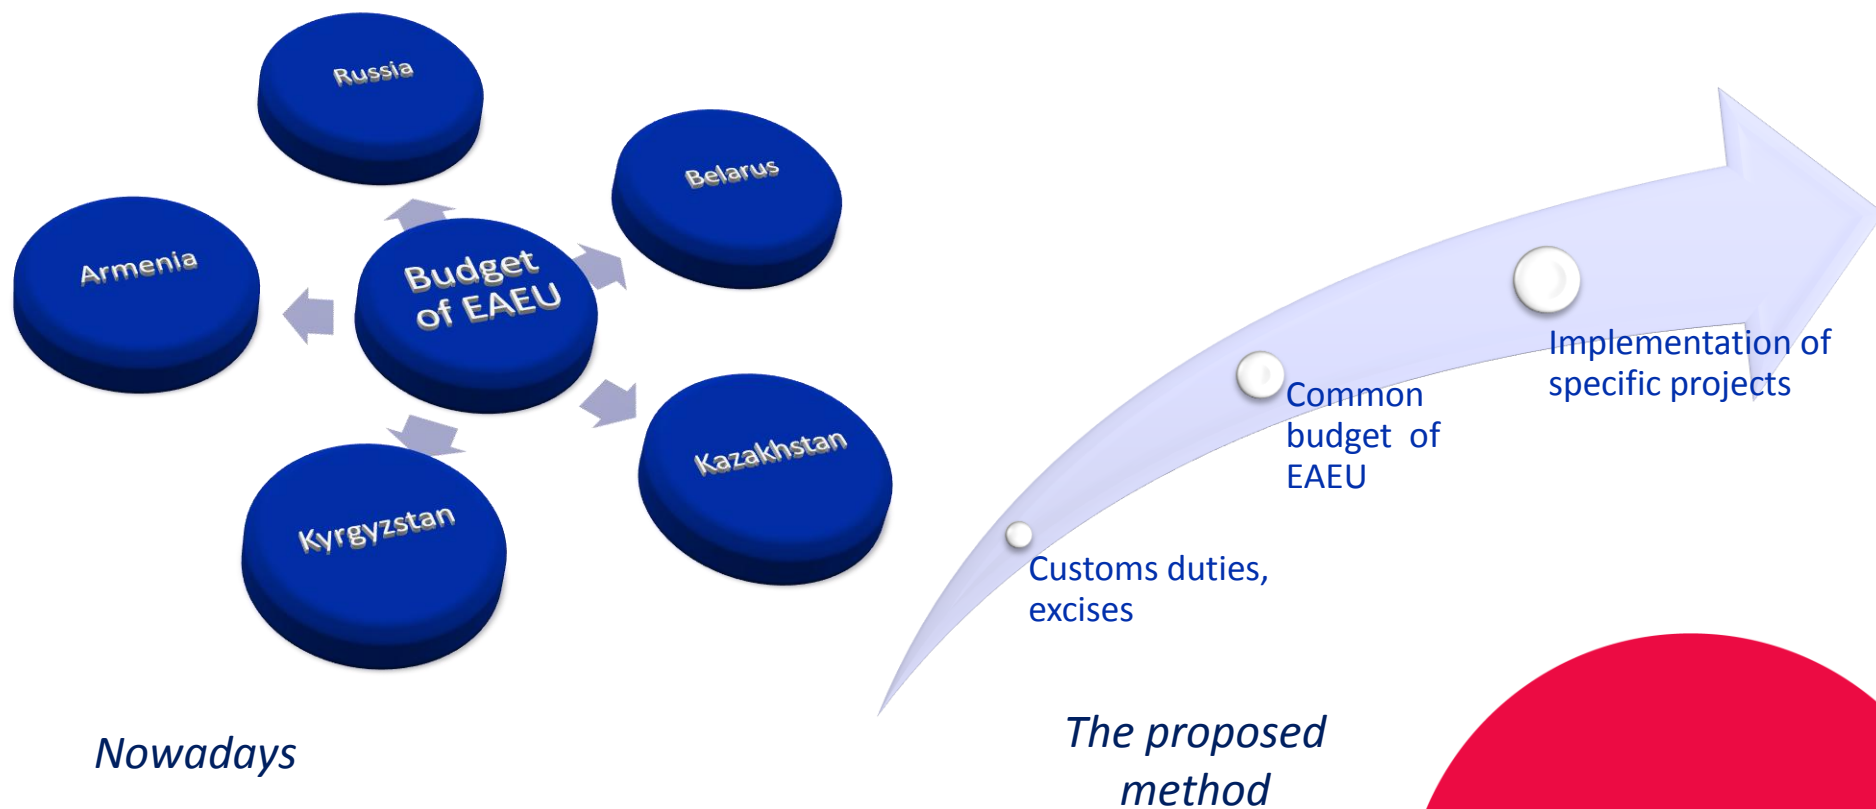 Russia
Belarus
Armenia
Budget
of EAEU
Kazakhstan
Kyrgyzstan
Nowadays
Implementation of
specific projects
Common
budget of
EAEU
Customs duties,
excises
The proposed
method